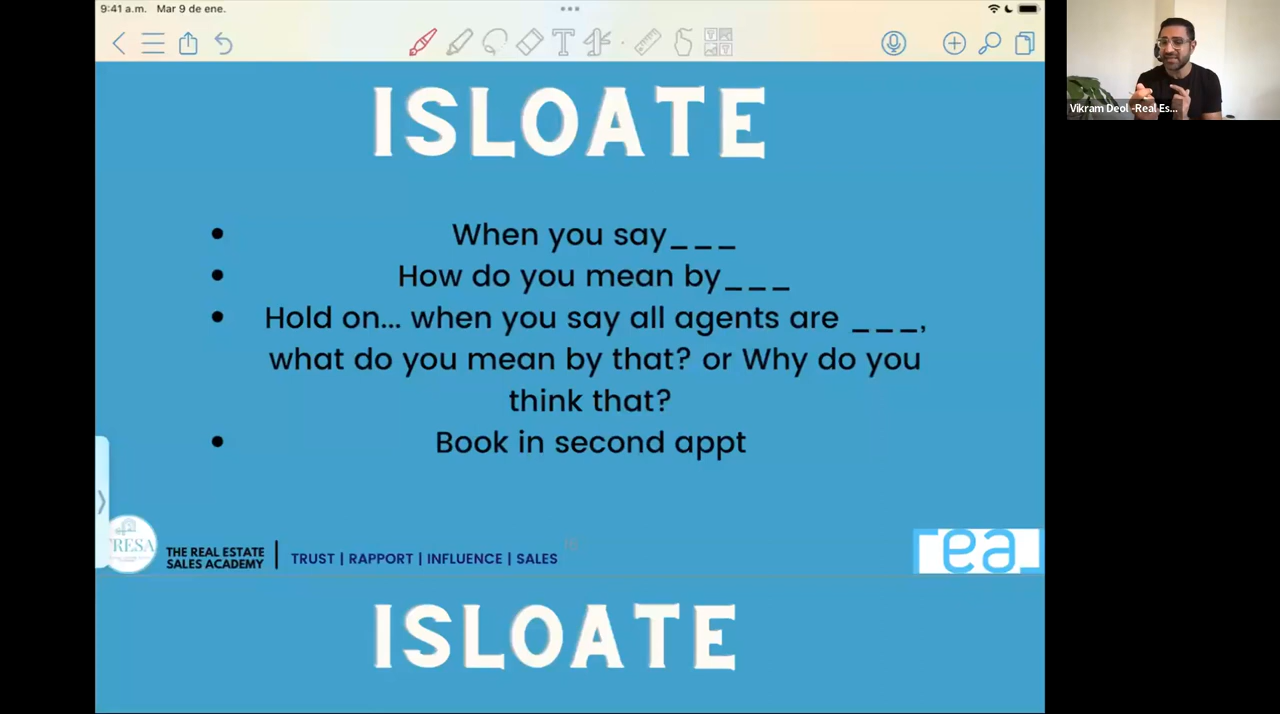 9:41 a.m. Mar 9 de ene.
ISLOATE
When you say___
How do you mean by___
Hold on... when you say all agents are ___,
what do you mean by that? or Why do you
think that?
Book in second appt
TRESA
THE REAL ESTATE
SALES ACADEMY
TRUST | RAPPORT | INFLUENCE | SALES
ea_
ISLOATE
Vikram Deol -Real Es...